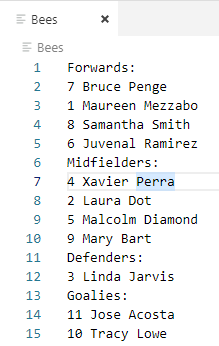 Bees
Bees
1 Forwards:
2 7 Bruce Penge
3 1 Maureen Mezzabo
4 8 Samantha Smith
5 6 Juvenal Ramirez
6 Midfielders:
7 4 Xavier Perra
8 2 Laura Dot
9 5 Malcolm Diamond
10 9 Mary Bart
11 Defenders:
12 3 Linda Jarvis
13 Goalies:
14 11 Jose Acosta
15 10 Tracy Lowe